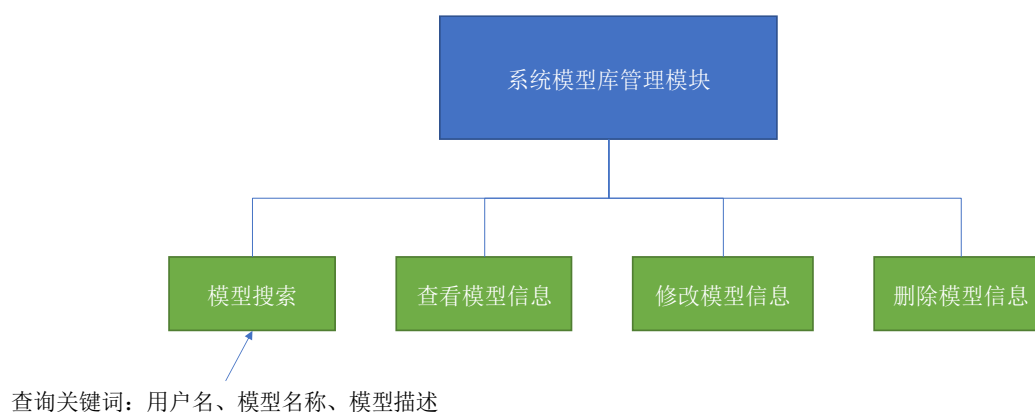 系统模型库管理模块
模型搜索
查看模型信息
修改模型信息
删除模型信息
查询关键词：用户名、模型名称、模型描述